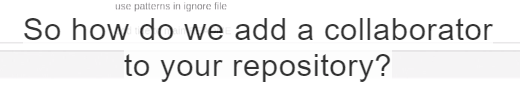 use patterns in ignore file
So how do we add a collaborator
to your repository?